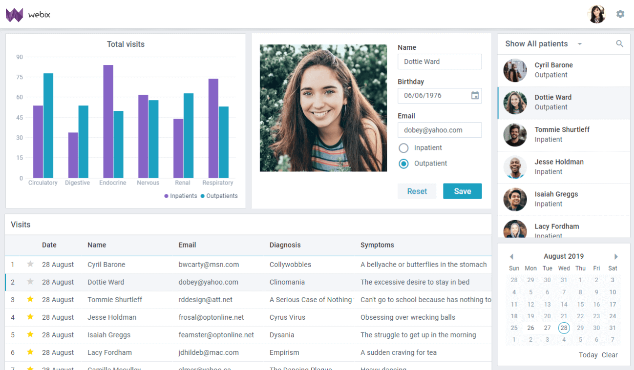 webix
Total visits
90
75
60
45
30
15
0
Circulatory Digestive Endocrine Nervous Renal Respiratory
Inpatients Outpatients
Name
Dottie Ward
Birthday
06/06/1976
Email
dobey@yahoo.com
Inpatient
Outpatient
Reset Save
Show All patients
Cyril Barone
Outpatient
Dottie Ward
Outpatient
Tommie Shurtleff
Inpatient
Jesse Holdman
Inpatient
Isaiah Greggs
Inpatient
Lacy Fordham
Visits
Date Name Email Diagnosis Symptoms
1 28 August Cyril Barone bwcarty@msn.com Collywobbles A bellyache or butterflies in the stomach
2 28 August Dottie Ward dobey@yahoo.com Clinomania The excessive desire to stay in bed
3 28 August Tommie Shurtleff rddesign@att.net A Serious Case of Nothing Can't go to school because has nothing to
4 28 August Jesse Holdman frosal@optonline.net Cyrus Virus Obsessing over wrecking balls
5 28 August Isaiah Greggs feamster@optonline.net Dysania The struggle to get up in the morning
6 28 August Lacy Fordham jdhildeb@mac.com Empirism A sudden craving for tea
7 28 August
August 2019
Sun Mon Tue Wed Thu Fri Sat
28 29 30 31 1 2 3
4 5 6 7 8 9 10
11 12 13 14 15 16 17
18 19 20 21 22 23 24
25 26 27 28 29 30 31
1 2 3 4 5 6 7
Today Clear